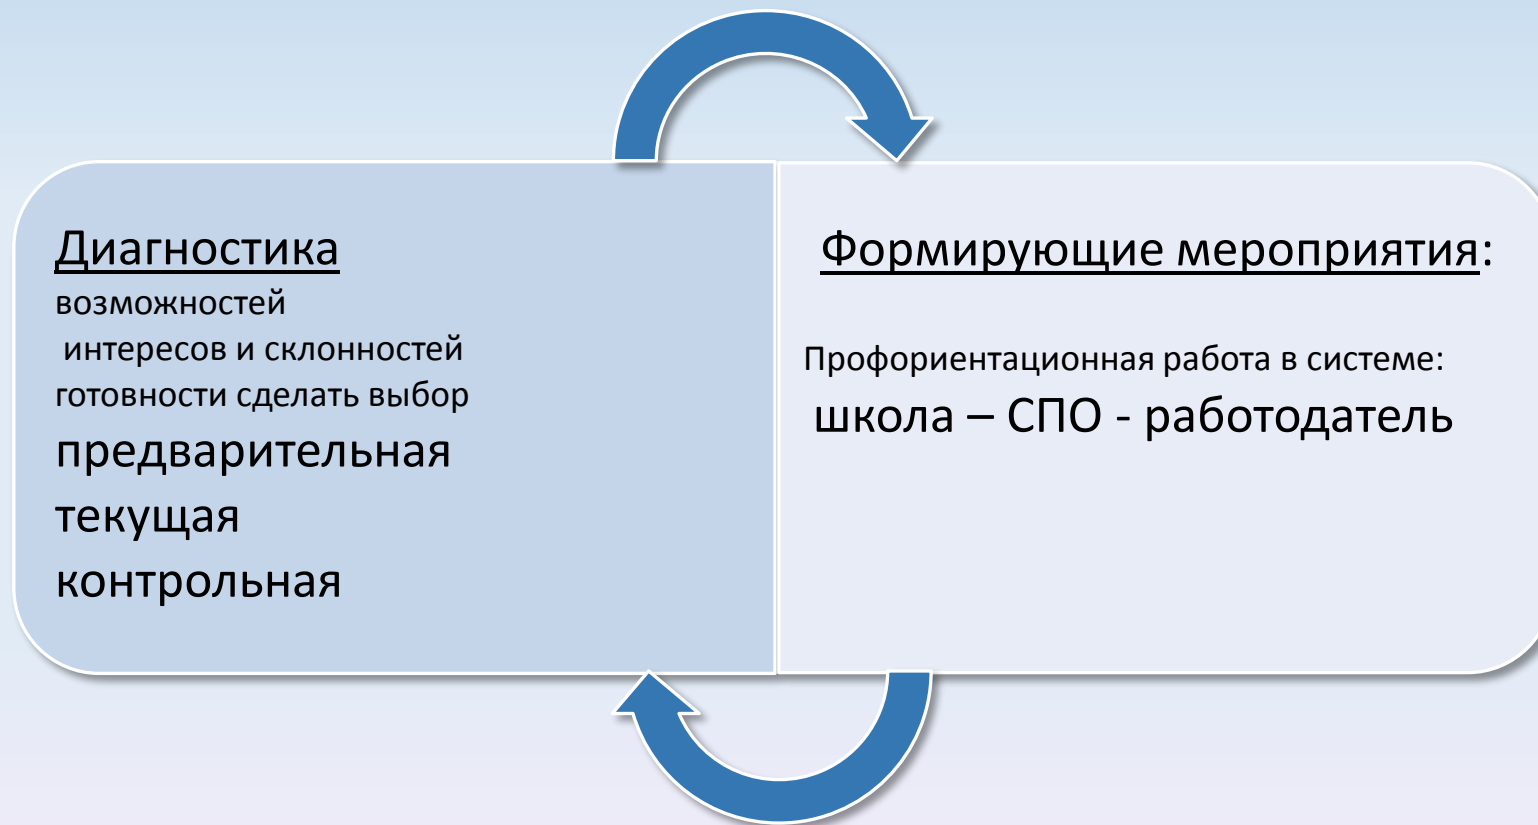 Диагностика
возможностей
интересов и склонностей
готовности сделать выбор
предварительная
текущая
контрольная
Формирующие мероприятия:
Профориентационная работа в системе:
школа – СПО - работодатель